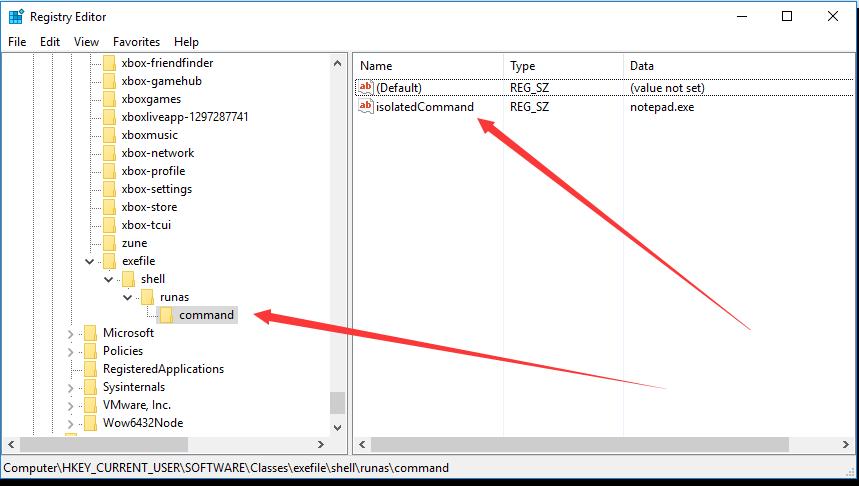 Registry Editor
File Edit View Favorites Help
xbox-friendfinder
xbox-gamehub
xboxgames
xboxliveapp-1297287741
xboxmusic
xbox-network
xbox-profile
xbox-settings
xbox-store
xbox-tcui
zune
exefile
shell
runas
command
Microsoft
Policies
RegisteredApplications
Sysinternals
VMware, Inc.
Wow6432Node
Name Type Data
ab (Default) REG_SZ (value not set)
ab isolatedCommand REG_SZ notepad.exe
Computer\HKEY_CURRENT_USER\SOFTWARE\Classes\exefile\shell\runas\command